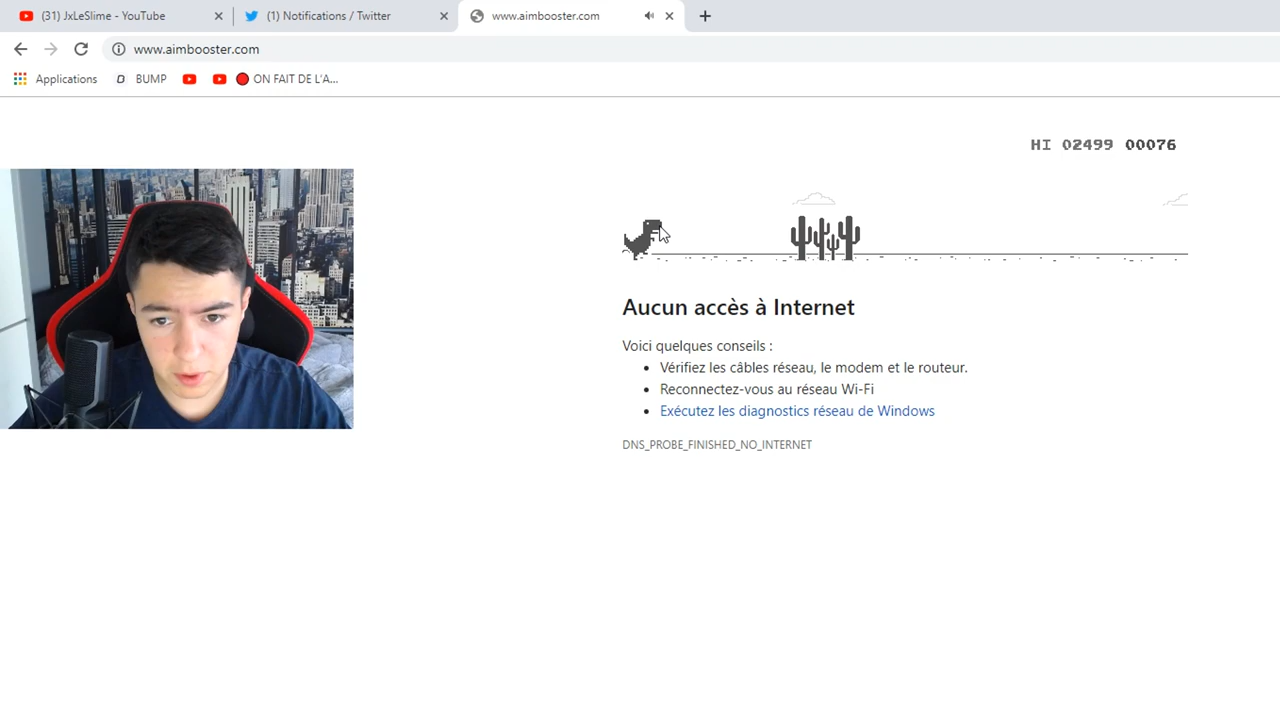 (31) JxLeSlime - YouTube
(1) Notifications / Twitter
www.aimbooster.com
www.aimbooster.com
Applications
BUMP
ON FAIT DE L'A...
HI 02499 00076
Aucun accès à Internet
Voici quelques conseils :
Vérifiez les câbles réseau, le modem et le routeur.
Reconnectez-vous au réseau Wi-Fi
Exécutez les diagnostics réseau de Windows
DNS_PROBE_FINISHED_NO_INTERNET